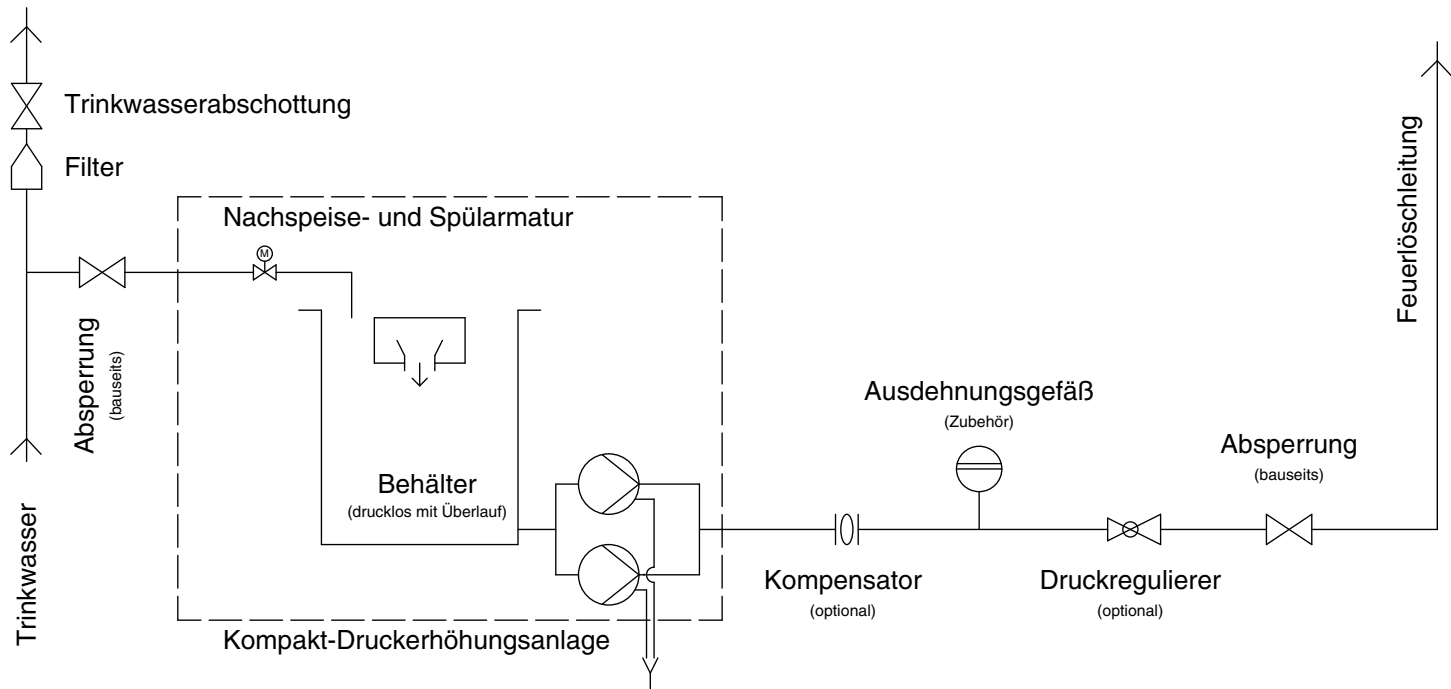 Trinkwasserabschottung
Filter
Nachspeise- und Spülarmatur
M
Absperrung
(bauseits)
Trinkwasser
Behälter
(drucklos mit Überlauf)
Kompakt-Druckerhöhungsanlage
Kompensator
(optional)
Ausdehnungsgefäß
(Zubehör)
Druckregulierer
(optional)
Absperrung
(bauseits)
Feuerlöschleitung